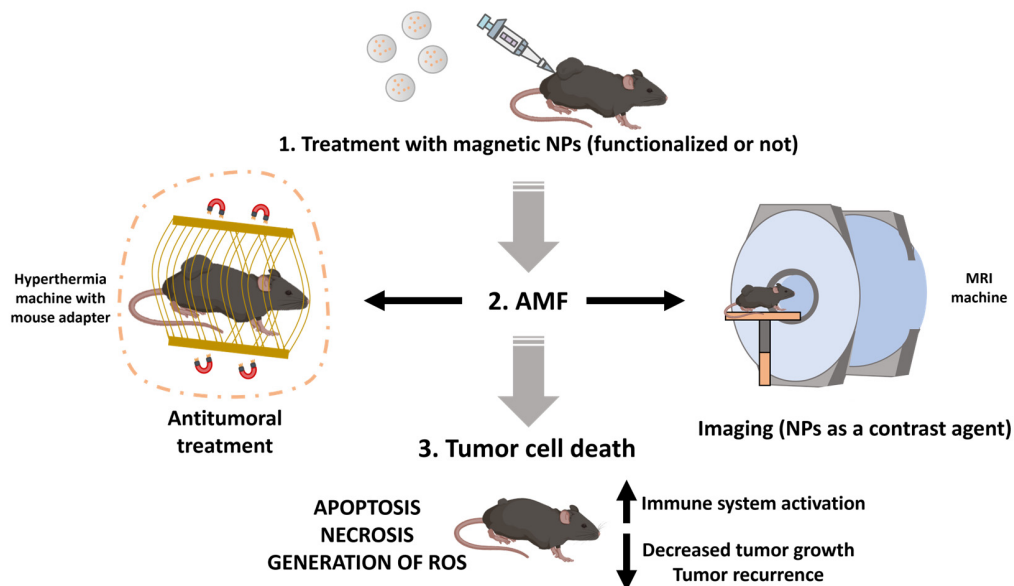 1. Treatment with magnetic NPs (functionalized or not)
Hyperthermia
machine with
mouse adapter
2. AMF
MRI
machine
Antitumoral
treatment
Imaging (NPs as a contrast agent)
3. Tumor cell death
APOPTOSIS
NECROSIS
GENERATION OF ROS
Immune system activation
Decreased tumor growth
Tumor recurrence